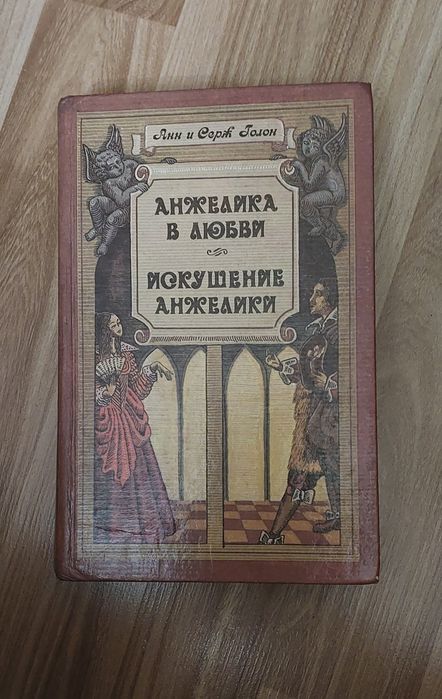 Анн и Серж Голон
АНЖЕЛИКА
В ЛЮБВИ
ИСКУШЕНИЕ
АНЖЕЛИКИ